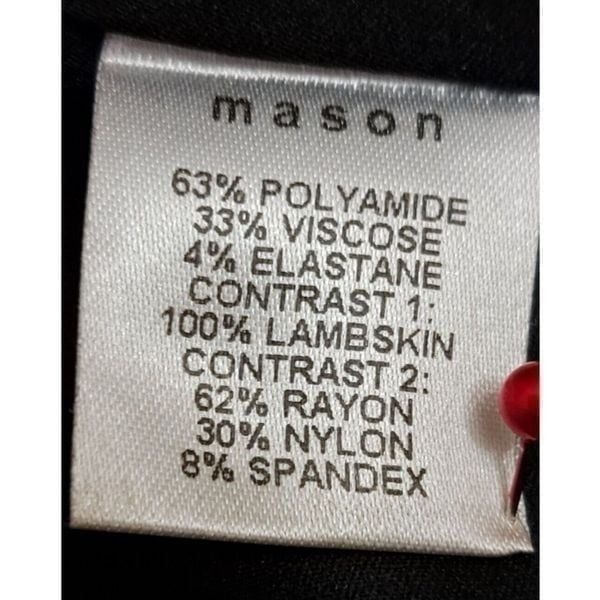 mason
63% POLYAMIDE
33% VISCOSE
4% ELASTANE
CONTRAST 1:
100% LAMBSKIN
CONTRAST 2:
62% RAYON
30% NYLON
8% SPANDEX